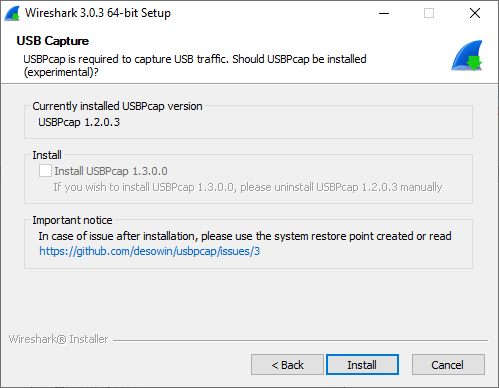 Wireshark 3.0.3 64-bit Setup
USB Capture
USBPcap is required to capture USB traffic. Should USBPcap be installed
(experimental)?
Currently installed USBPcap version
USBPcap 1.2.0.3
Install
Install USBPcap 1.3.0.0
If you wish to install USBPcap 1.3.0.0, please uninstall USBPcap 1.2.0.3 manually
Important notice
In case of issue after installation, please use the system restore point created or read
https://github.com/desowin/usbpcap/issues/3
Wireshark® Installer
< Back
Install
Cancel